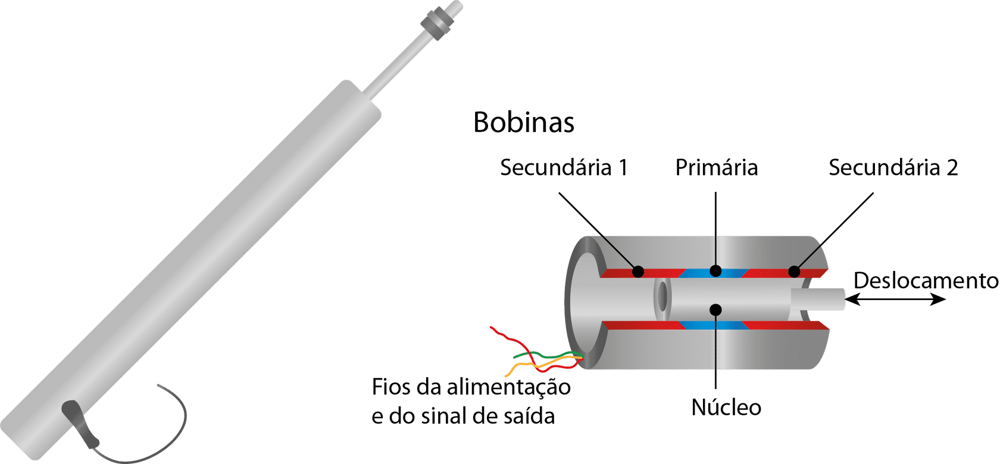 Bobinas
Secundária 1
Primária
Secundária 2
Deslocamento
Fios da alimentação
e do sinal de saída
Núcleo